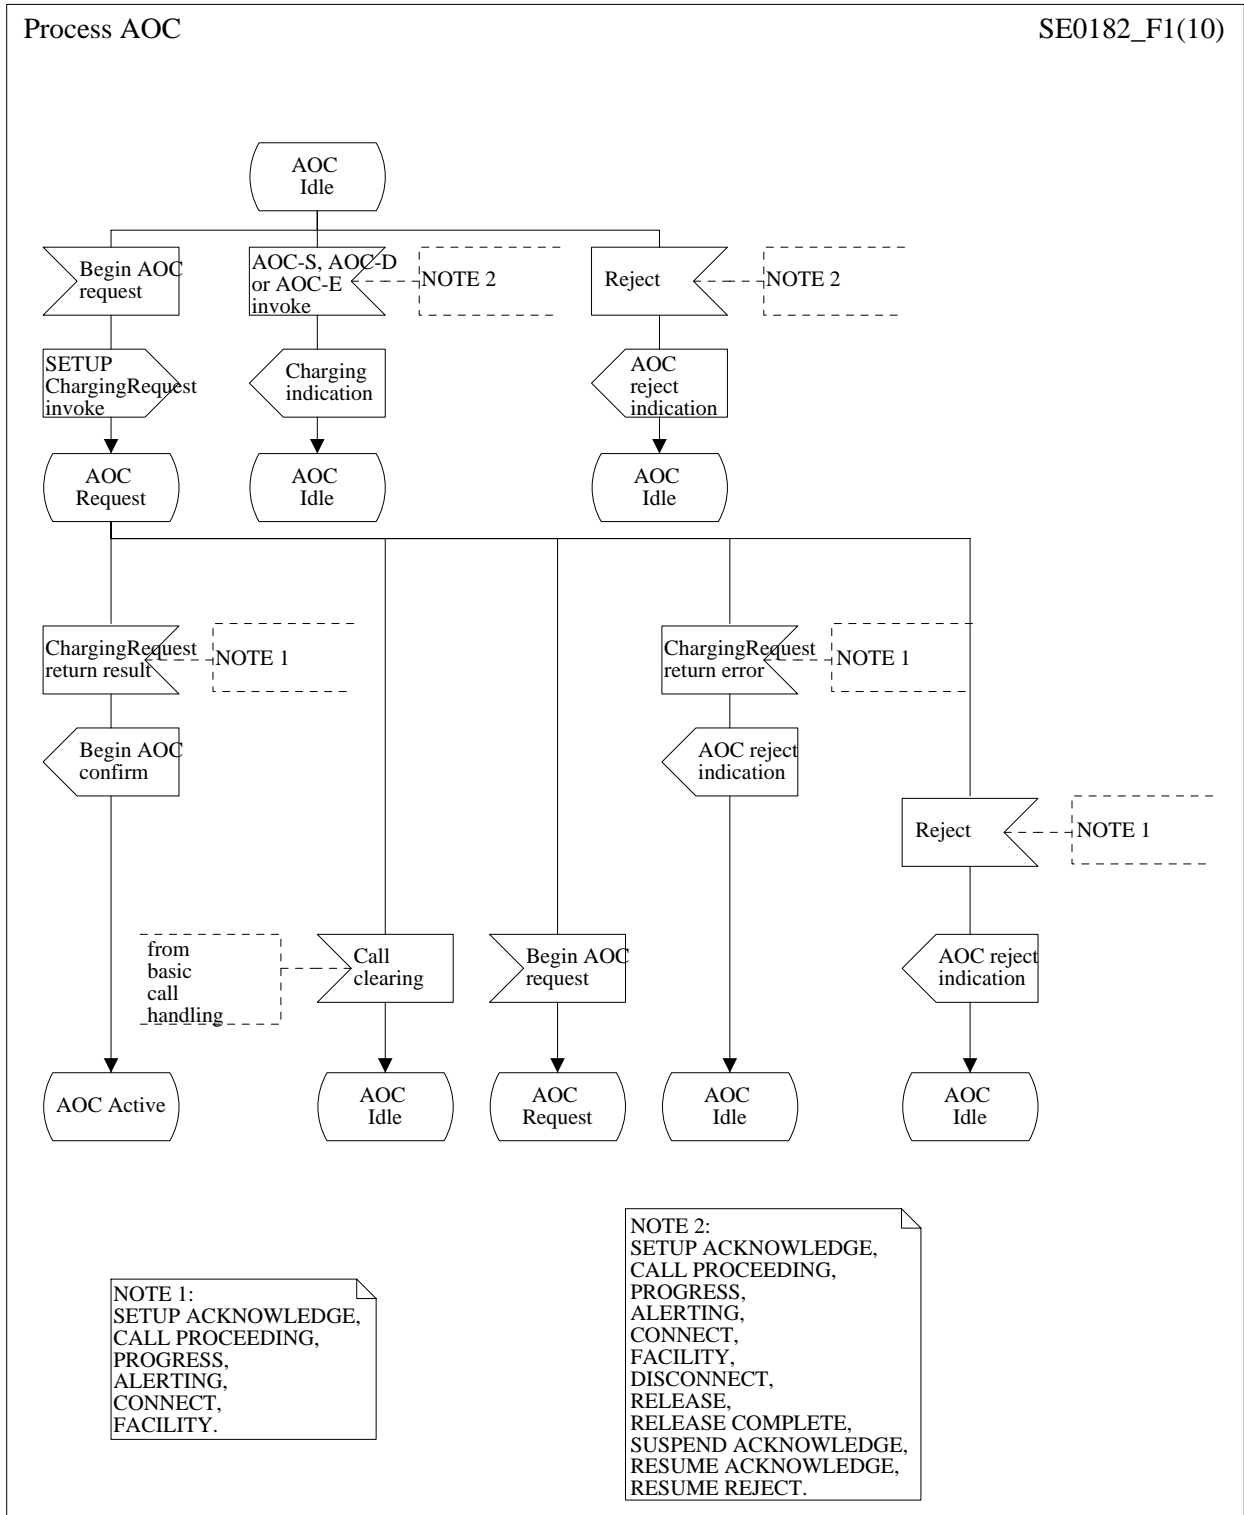 Process AOC
SE0182_F1(10)
AOC
Idle
Begin AOC
request
AOC-S, AOC-D
or AOC-E
invoke
NOTE 2
Reject
NOTE 2
SETUP
ChargingRequest
invoke
Charging
indication
AOC
reject
indication
AOC
Request
AOC
Idle
AOC
Idle
ChargingRequest
return result
NOTE 1
ChargingRequest
return error
NOTE 1
Begin AOC
confirm
AOC reject
indication
Reject
NOTE 1
from
basic
call
handling
Call
clearing
Begin AOC
request
AOC reject
indication
AOC Active
AOC
Idle
AOC
Request
AOC
Idle
AOC
Idle
NOTE 1:
SETUP ACKNOWLEDGE,
CALL PROCEEDING,
PROGRESS,
ALERTING,
CONNECT,
FACILITY.
NOTE 2:
SETUP ACKNOWLEDGE,
CALL PROCEEDING,
PROGRESS,
ALERTING,
CONNECT,
FACILITY,
DISCONNECT,
RELEASE,
RELEASE COMPLETE,
SUSPEND ACKNOWLEDGE,
RESUME ACKNOWLEDGE,
RESUME REJECT.